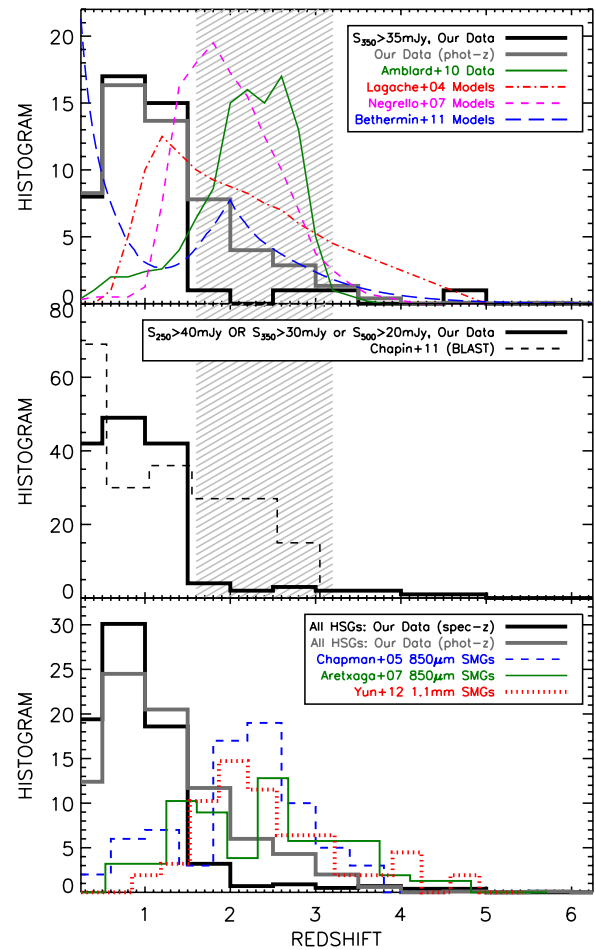 S350>35mJy, Our Data
Our Data (phot-z)
Amblard+10 Data
Lagache+04 Models
Negrello+07 Models
Bethermin+11 Models
20
15
10
5
0
HISTOGRAM
S250>40mJy OR S350>30mJy or S500>20mJy, Our Data
Chapin+11 (BLAST)
80
60
40
20
0
HISTOGRAM
All HSGs: Our Data (spec-z)
All HSGs: Our Data (phot-z)
Chapman+05 850μm SMGs
Aretxaga+07 850μm SMGs
Yun+12 1.1mm SMGs
30
25
20
15
10
5
0
HISTOGRAM
1 2 3 4 5 6
REDSHIFT